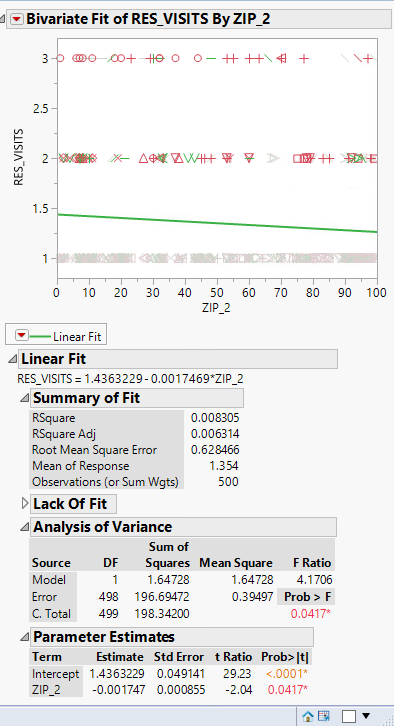 Bivariate Fit of RES_VISITS By ZIP_2
3
2.5
2
1.5
1
RES_VISITS
0 10 20 30 40 50 60 70 80 90 100
ZIP_2
Linear Fit
Linear Fit
RES_VISITS = 1.4363229 - 0.0017469*ZIP_2
Summary of Fit
RSquare 0.008305
RSquare Adj 0.006314
Root Mean Square Error 0.628466
Mean of Response 1.354
Observations (or Sum Wgts) 500
Lack Of Fit
Analysis of Variance
Sum of
Source DF Squares Mean Square F Ratio
Model 1 1.64728 1.64728 4.1706
Error 498 196.69472 0.39497 Prob > F
C. Total 499 198.34200 0.0417*
Parameter Estimates
Term Estimate Std Error t Ratio Prob>|t|
Intercept 1.4363229 0.049141 29.23 <.0001*
ZIP_2 -0.001747 0.000855 -2.04 0.0417*